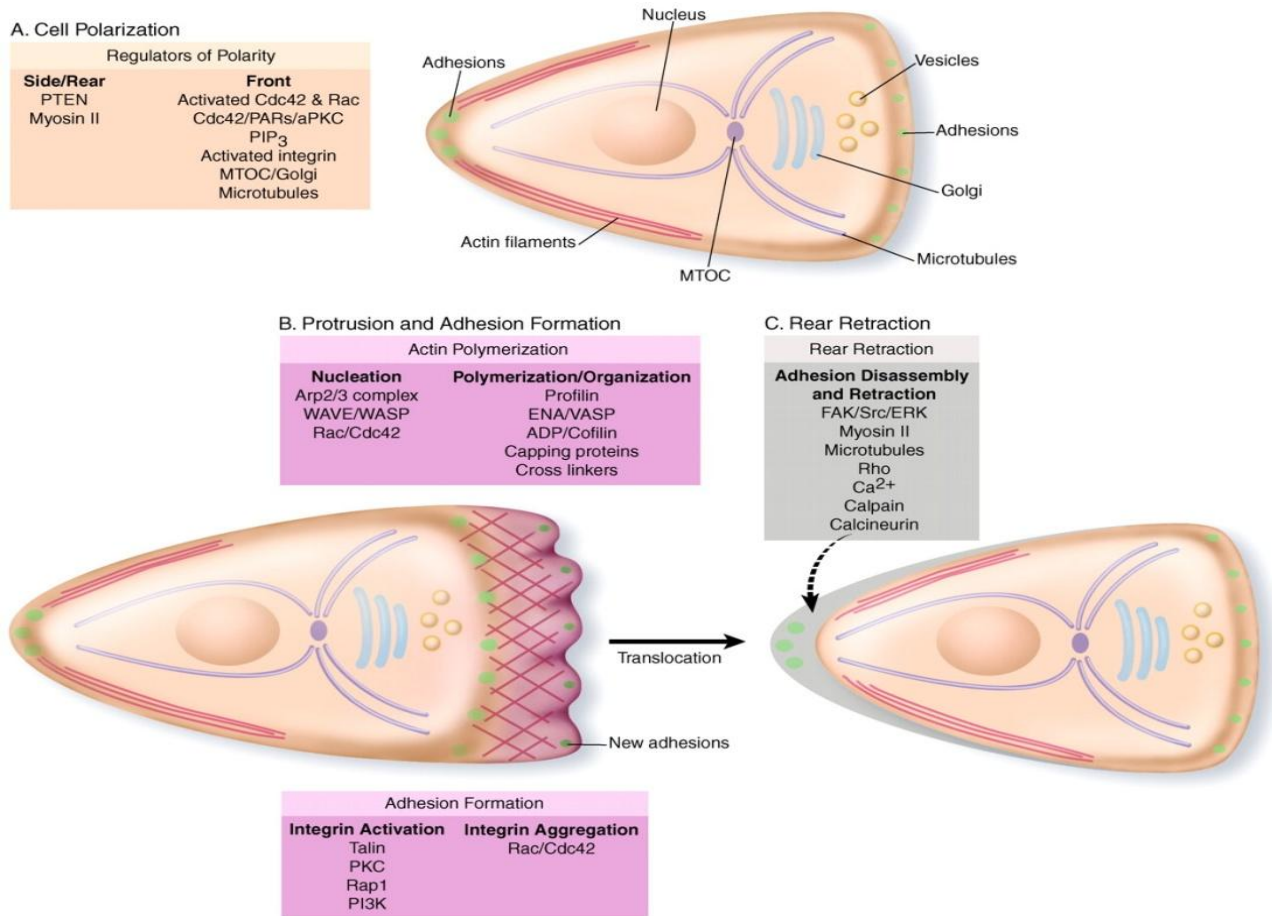 A. Cell Polarization
Regulators of Polarity
Side/Rear
PTEN
Myosin II
Front
Activated Cdc42 & Rac
Cdc42/PARs/aPKC
PIP3
Activated integrin
MTOC/Golgi
Microtubules
Nucleus
Adhesions
Vesicles
Adhesions
Golgi
Actin filaments
MTOC
Microtubules
B. Protrusion and Adhesion Formation
Actin Polymerization
Nucleation
Arp2/3 complex
WAVE/WASP
Rac/Cdc42
Polymerization/Organization
Profilin
ENA/VASP
ADP/Cofilin
Capping proteins
Cross linkers
C. Rear Retraction
Rear Retraction
Adhesion Disassembly
and Retraction
FAK/Src/ERK
Myosin II
Microtubules
Rho
Ca2+
Calpain
Calcineurin
Translocation
New adhesions
Adhesion Formation
Integrin Activation
Talin
PKC
Rap1
PI3K
Integrin Aggregation
Rac/Cdc42